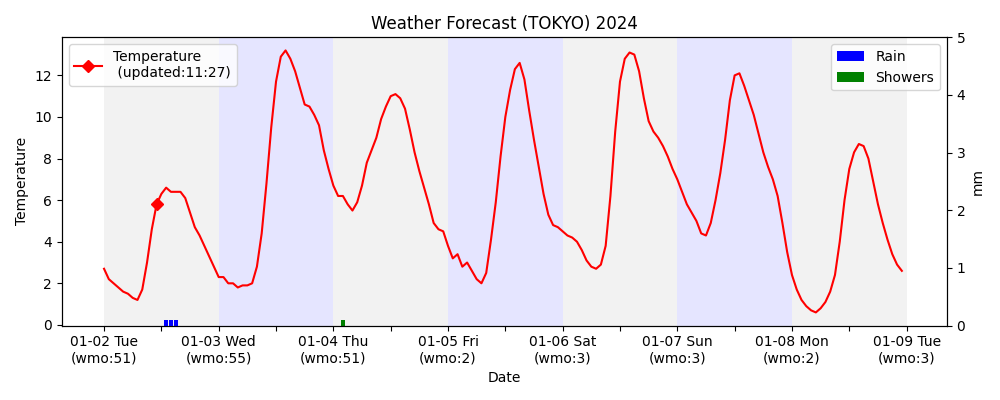 Weather Forecast (TOKYO) 2024
Temperature
(updated:11:27)
Rain
Showers
Temperature
0
2
4
6
8
10
12
mm
0
1
2
3
4
5
01-02 Tue
(wmo:51)
01-03 Wed
(wmo:55)
01-04 Thu
(wmo:51)
01-05 Fri
(wmo:2)
01-06 Sat
(wmo:3)
01-07 Sun
(wmo:3)
01-08 Mon
(wmo:2)
01-09 Tue
(wmo:3)
Date